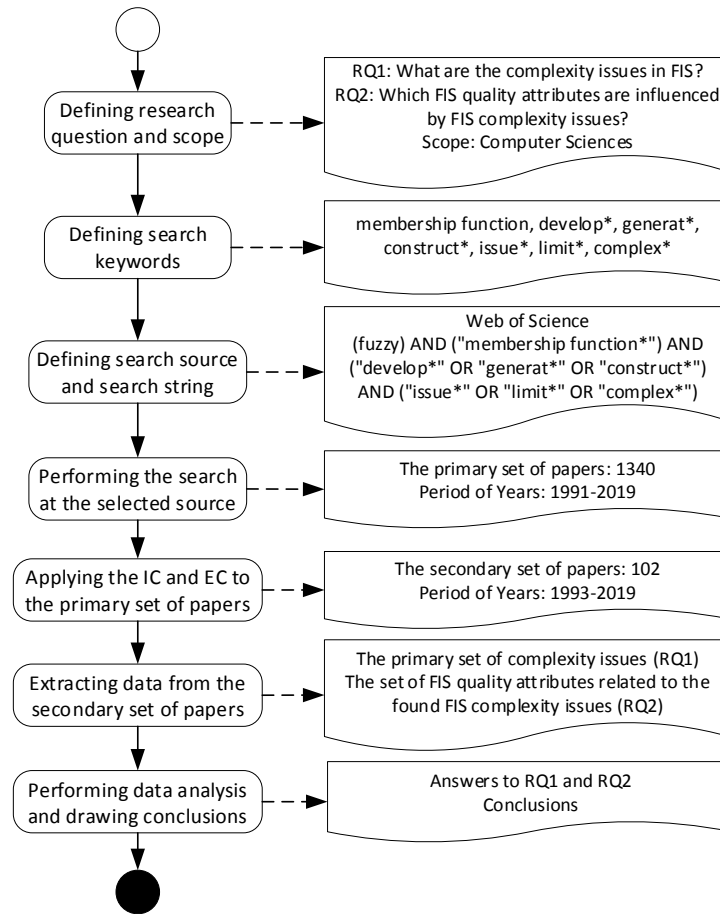 Defining research
question and scope
RQ1: What are the complexity issues in FIS?
RQ2: Which FIS quality attributes are influenced
by FIS complexity issues?
Scope: Computer Sciences
Defining search
keywords
membership function, develop*, generat*,
construct*, issue*, limit*, complex*
Defining search source
and search string
Web of Science
(fuzzy) AND ("membership function*") AND
("develop*" OR "generat*" OR "construct*")
AND ("issue*" OR "limit*" OR "complex*")
Performing the search
at the selected source
The primary set of papers: 1340
Period of Years: 1991-2019
Applying the IC and EC to
the primary set of papers
The secondary set of papers: 102
Period of Years: 1993-2019
Extracting data from the
secondary set of papers
The primary set of complexity issues (RQ1)
The set of FIS quality attributes related to the
found FIS complexity issues (RQ2)
Performing data analysis
and drawing conclusions
Answers to RQ1 and RQ2
Conclusions